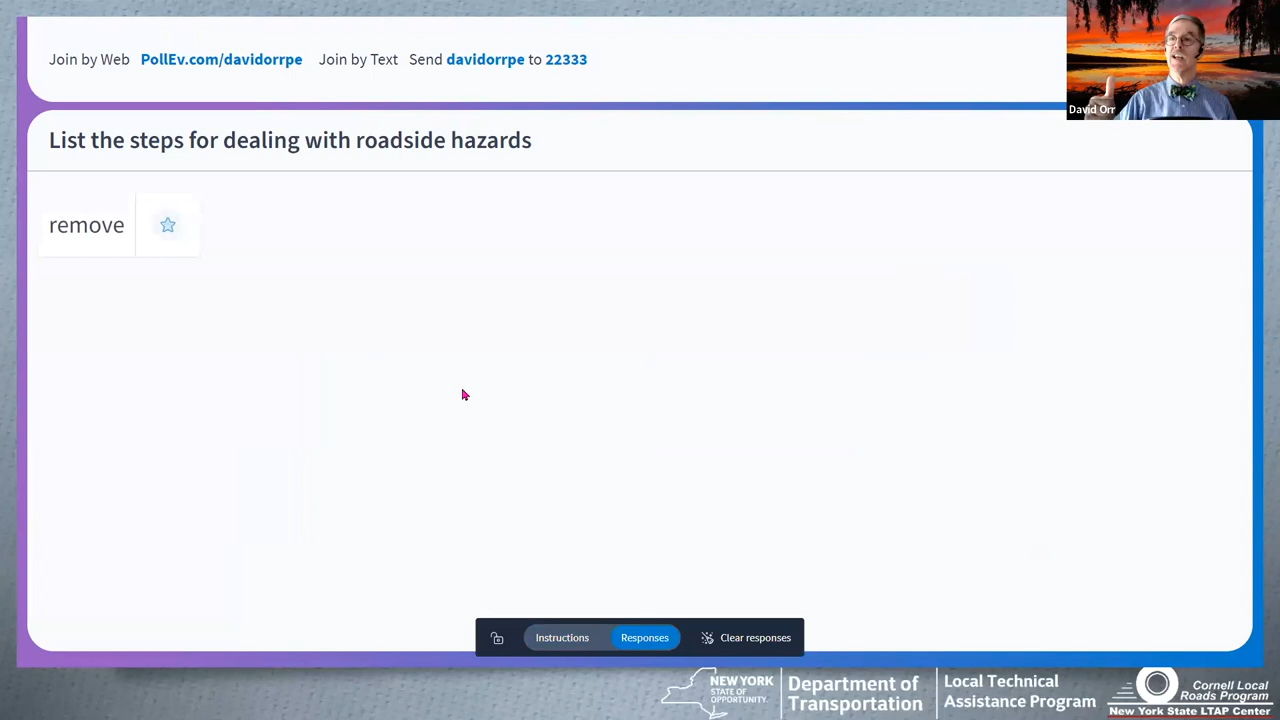 Join by Web PollEv.com/davidorrpe Join by Text Send davidorrpe to 22333
David Orr
List the steps for dealing with roadside hazards
remove
Instructions Responses Clear responses
NEW YORK
STATE OF
OPPORTUNITY.
Department of
Transportation
Local Technical
Assistance Program
Cornell Local
Roads Program
New York State LTAP Center